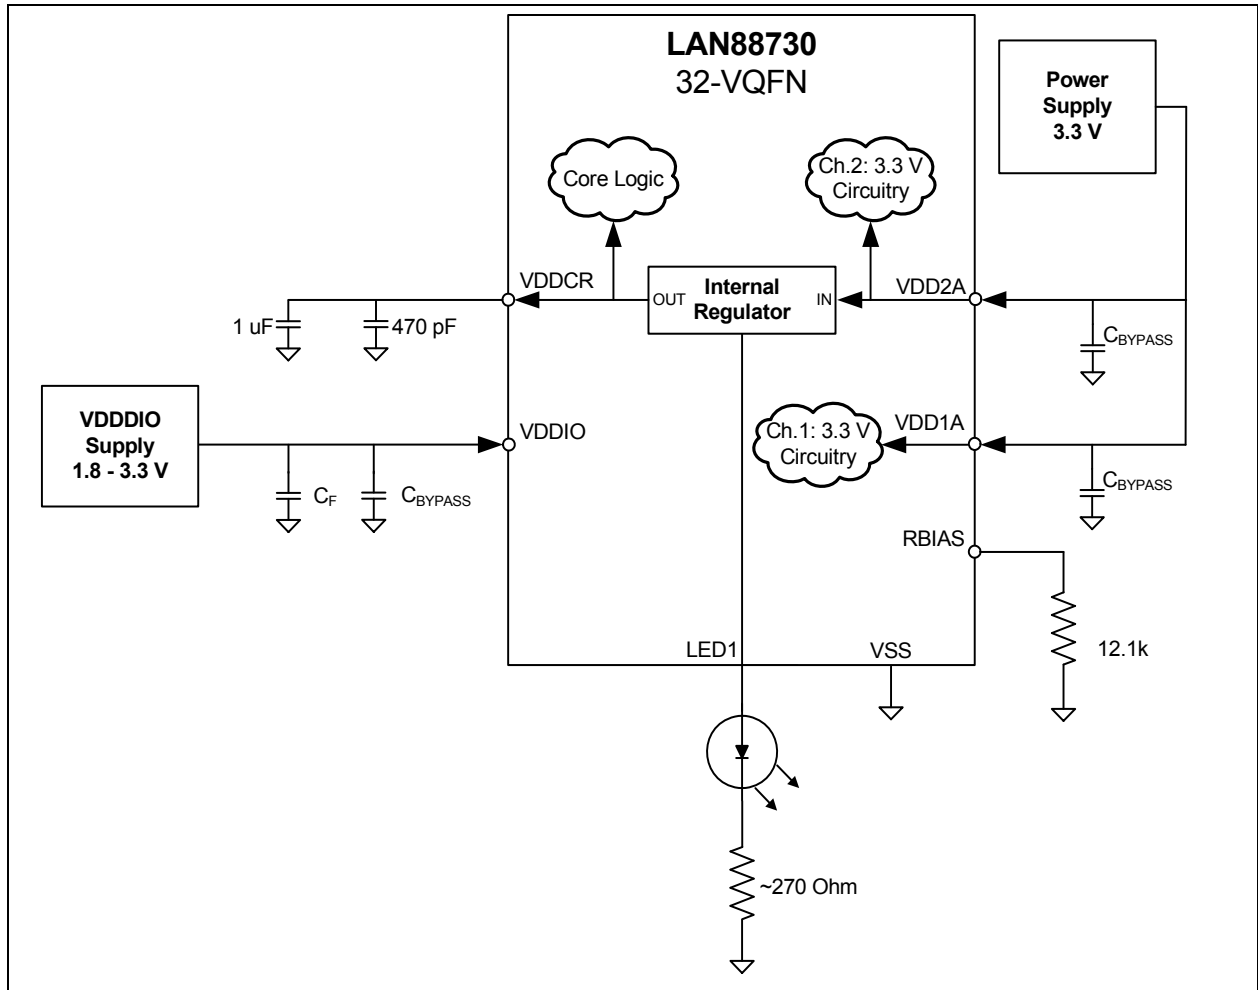 LAN88730
32-VQFN
Power
Supply
3.3 V
Core Logic
Ch.2: 3.3 V
Circuitry
VDDCR
OUT
Internal
Regulator
IN
VDD2A
1 uF
470 pF
CBYPASS
VDDDIO
Supply
1.8 - 3.3 V
VDDIO
CF
CBYPASS
Ch.1: 3.3 V
Circuitry
VDD1A
CBYPASS
RBIAS
12.1k
LED1
VSS
~270 Ohm